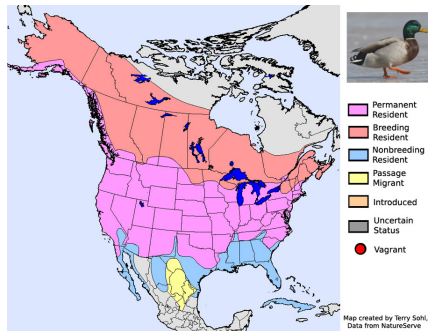 Permanent
Resident
Breeding
Resident
Nonbreeding
Resident
Passage
Migrant
Introduced
Uncertain
Status
Vagrant
Map created by Terry Sohl,
Data from NatureServe